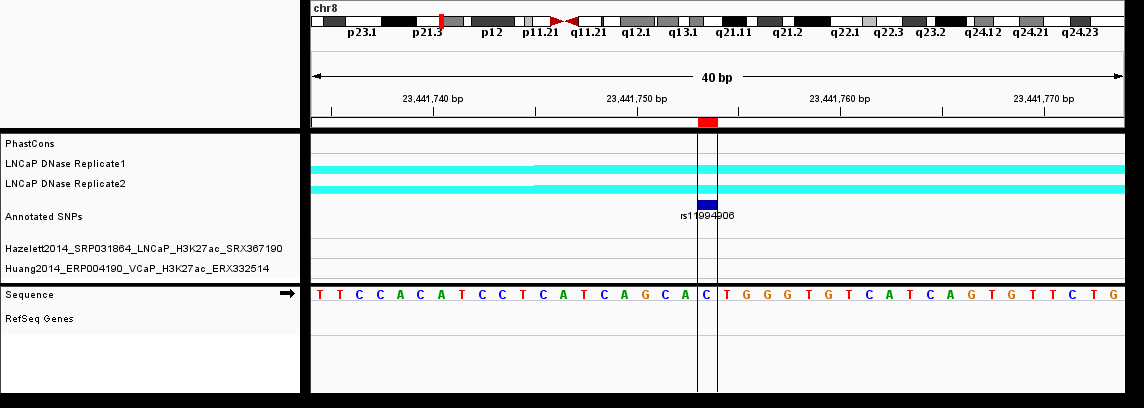 chr8
p23.1 p21.3 p12 p11.21 q11.21 q12.1 q13.1 q21.11 q21.2 q22.1 q22.3 q23.2 q24.12 q24.21 q24.23
40 bp
23,441,740 bp 23,441,750 bp 23,441,760 bp 23,441,770 bp
PhastCons
LNCaP DNase Replicate1
LNCaP DNase Replicate2
Annotated SNPs
rs11994906
Hazelett2014_SRP031864_LNCaP_H3K27ac_SRX367190
Huang2014_ERP004190_VCaP_H3K27ac_ERX332514
Sequence T T C C A C A T C C T C A T C A G C A C T G G G T G T C A T C A G T G T T C T G
RefSeq Genes